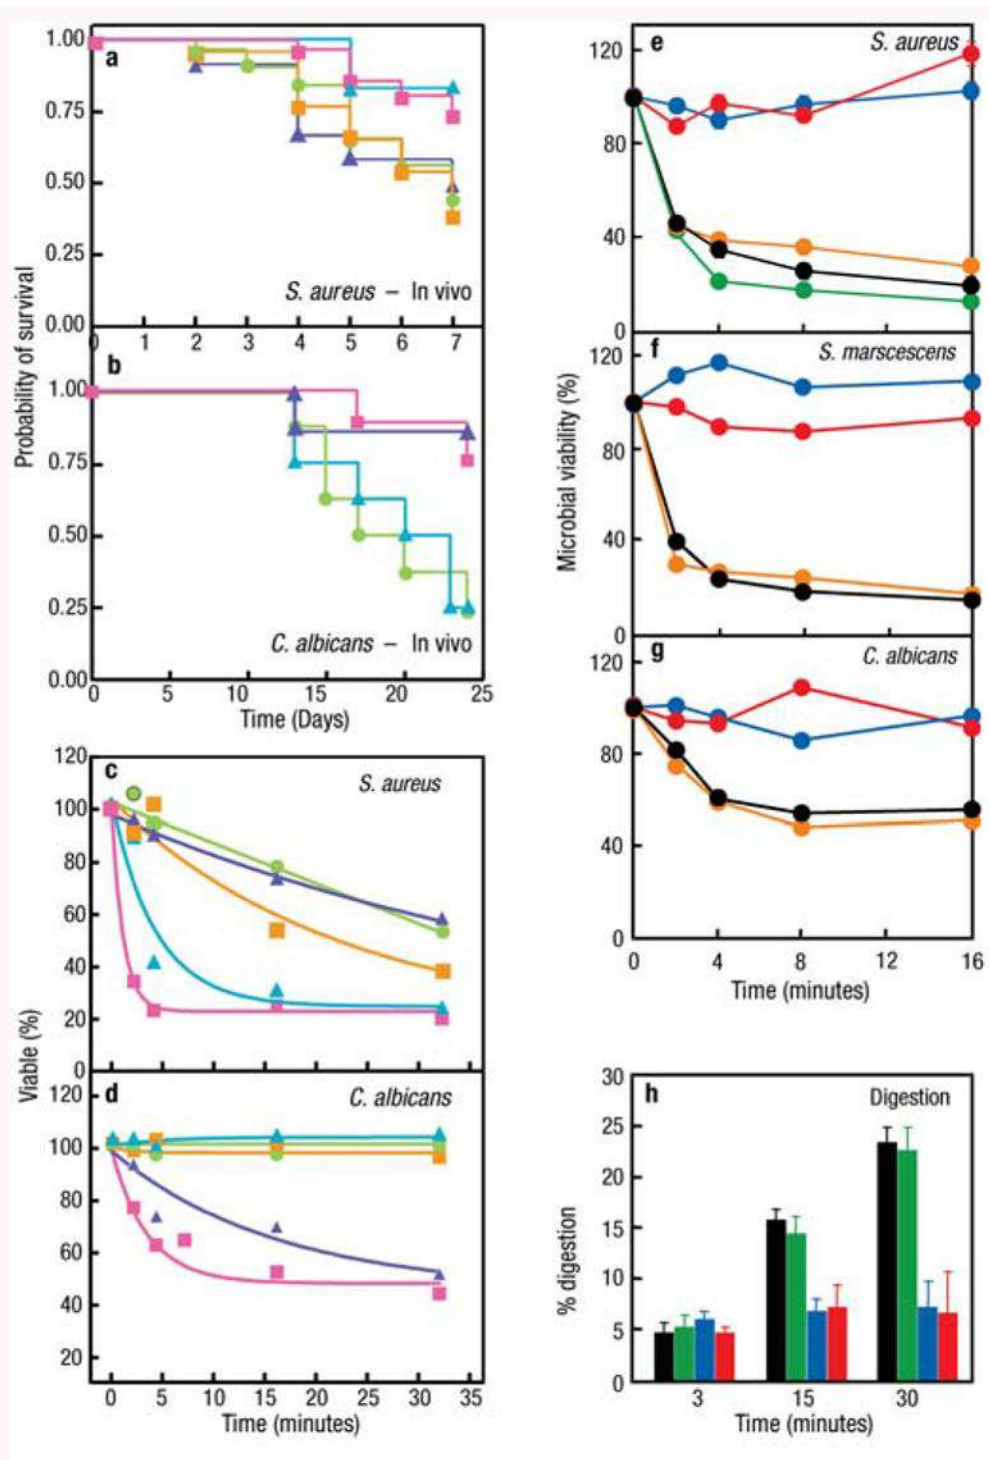 a
1.00
0.75
0.50
0.25
0.00
S. aureus – In vivo
0 1 2 3 4 5 6 7
Probability of survival
b
1.00
0.75
0.50
0.25
0.00
C. albicans – In vivo
0 5 10 15 20 25
Time (Days)
c
S. aureus
120
100
80
60
40
20
0
Viable (%)
d
C. albicans
120
100
80
60
40
20
0 5 10 15 20 25 30 35
Time (minutes)
e
S. aureus
120
80
40
0
f
S. marscescens
120
80
40
0
Microbial viability (%)
g
C. albicans
120
80
40
0
0 4 8 12 16
Time (minutes)
h
Digestion
30
25
20
15
10
5
0
% digestion
3 15 30
Time (minutes)